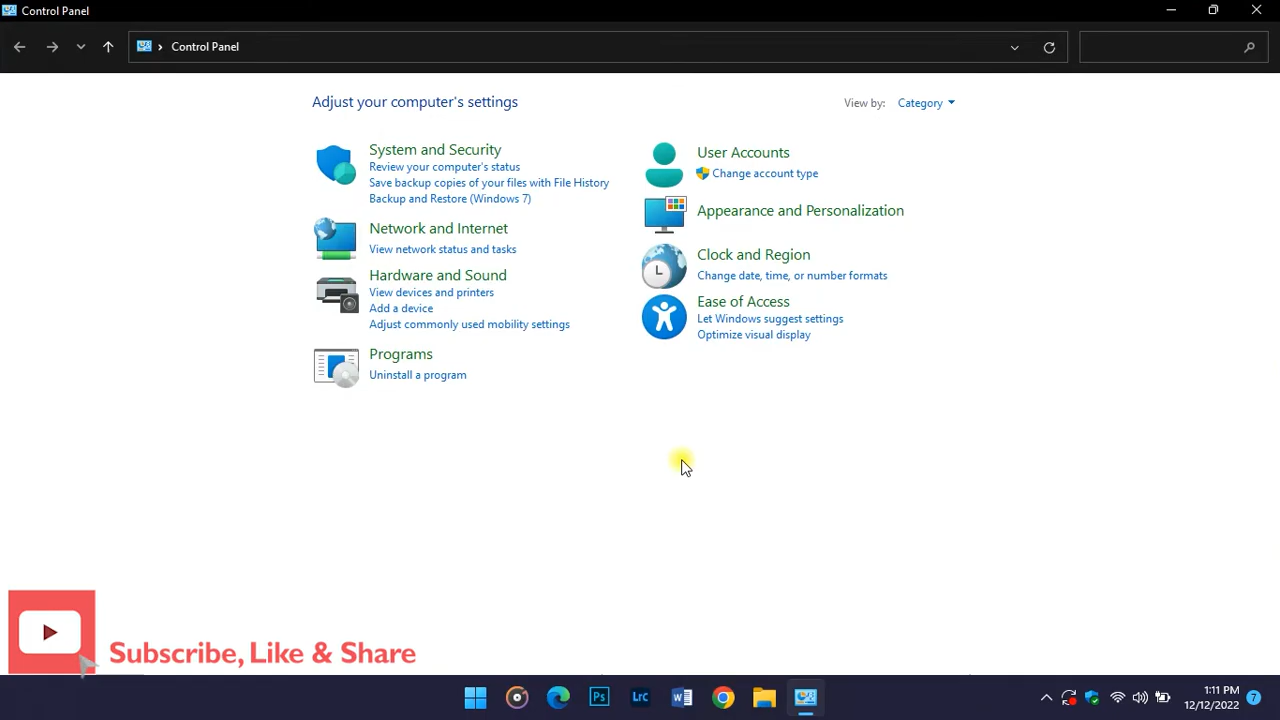 Control Panel
Control Panel
Adjust your computer's settings
View by: Category
System and Security
Review your computer's status
Save backup copies of your files with File History
Backup and Restore (Windows 7)
Network and Internet
View network status and tasks
Hardware and Sound
View devices and printers
Add a device
Adjust commonly used mobility settings
Programs
Uninstall a program
User Accounts
Change account type
Appearance and Personalization
Clock and Region
Change date, time, or number formats
Ease of Access
Let Windows suggest settings
Optimize visual display
Subscribe, Like & Share
Ps
Lrc
W
1:11 PM
12/12/2022
7